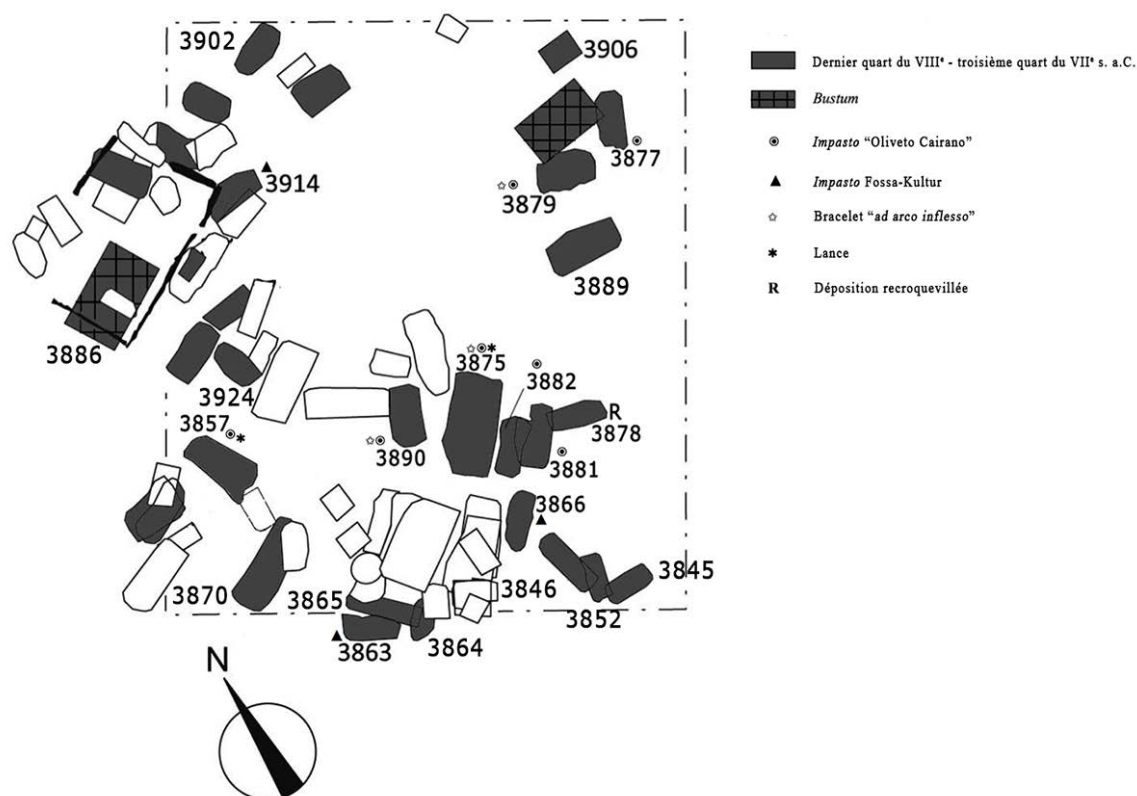 3902
3906
3877
3914
3879
3889
3886
3875
3882
3924
3878
R
3857
3890
3881
3866
3845
3870
3865
3846
3852
3863
3864
N
Dernier quart du VIIIᵉ - troisième quart du VIIᵉ s. a.C.
Bustum
Impasto "Oliveto Cairano"
Impasto Fossa-Kultur
Bracelet "ad arco inflesso"
Lance
R Déposition recroquevillée